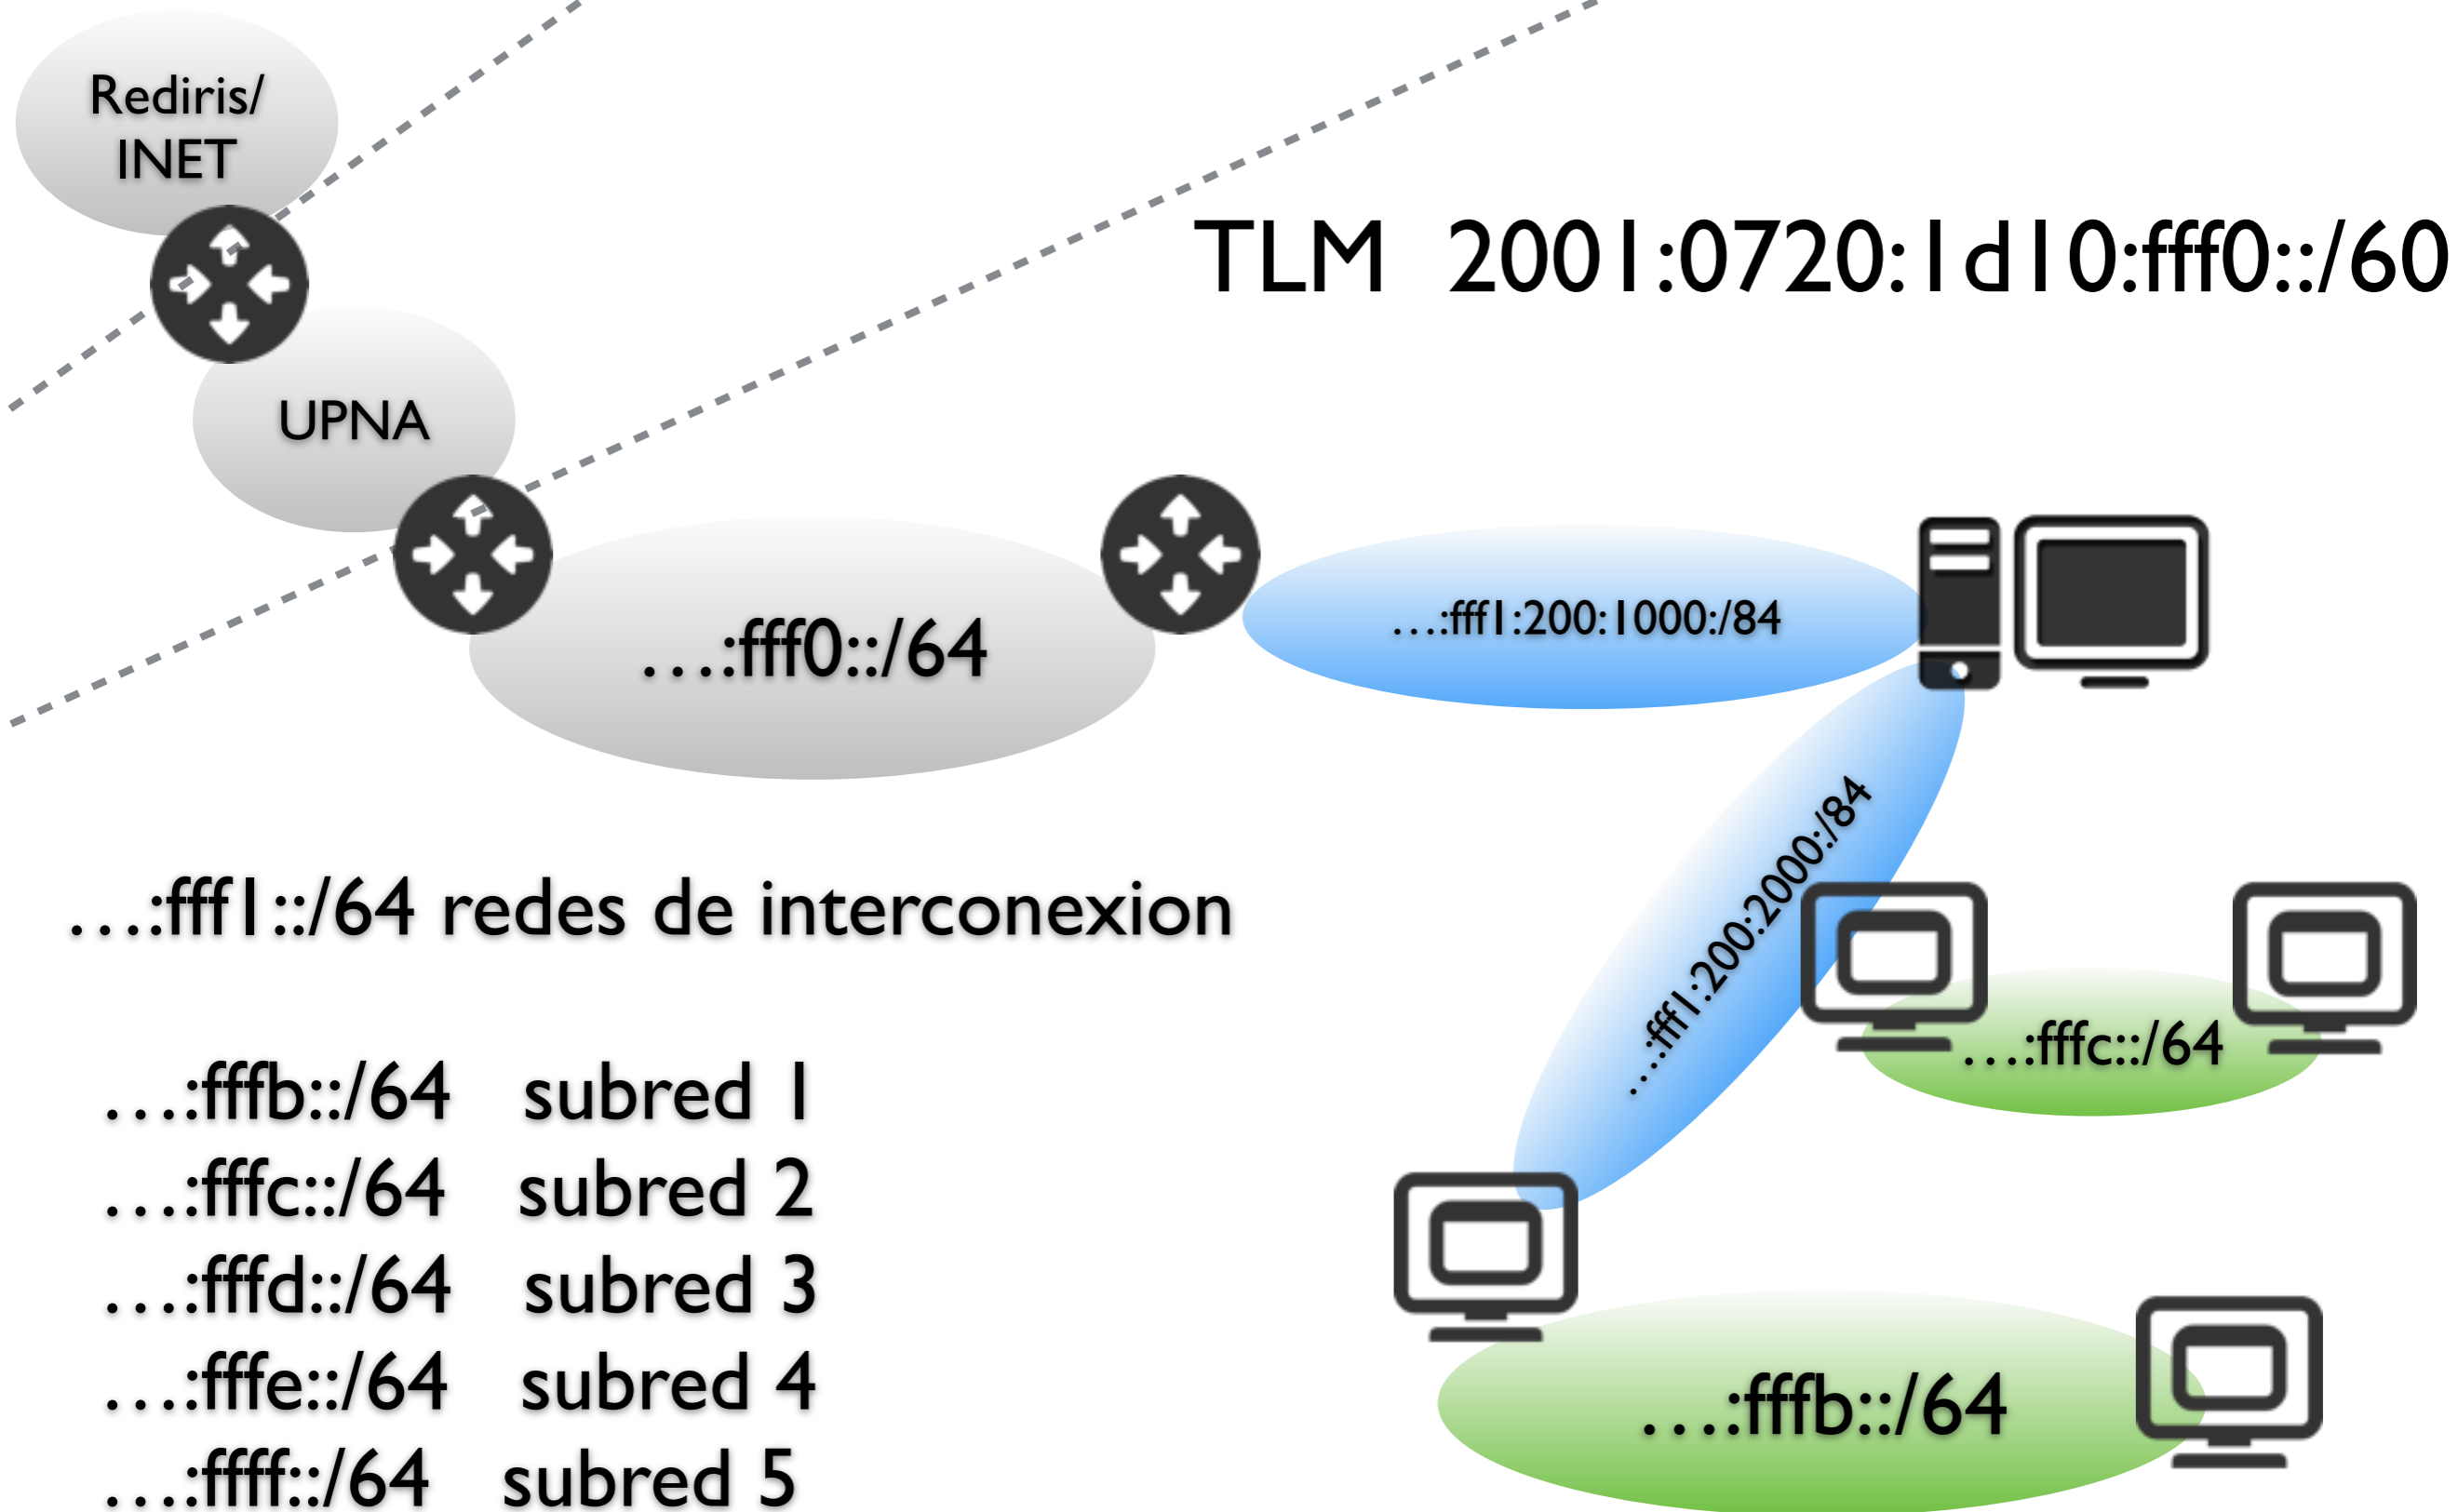 Rediris/
INET
TLM 2001:0720:1d10:fff0::/60
UPNA
…:fff0::/64
…:fff1:200:1000:/84
…:fff1:200:2000:/84
….:fff1::/64 redes de interconexion
….:fffc::/64
….:fffb::/64 subred 1
….:fffc::/64 subred 2
….:fffd::/64 subred 3
….:fffe::/64 subred 4
….:ffff::/64 subred 5
….:fffb::/64